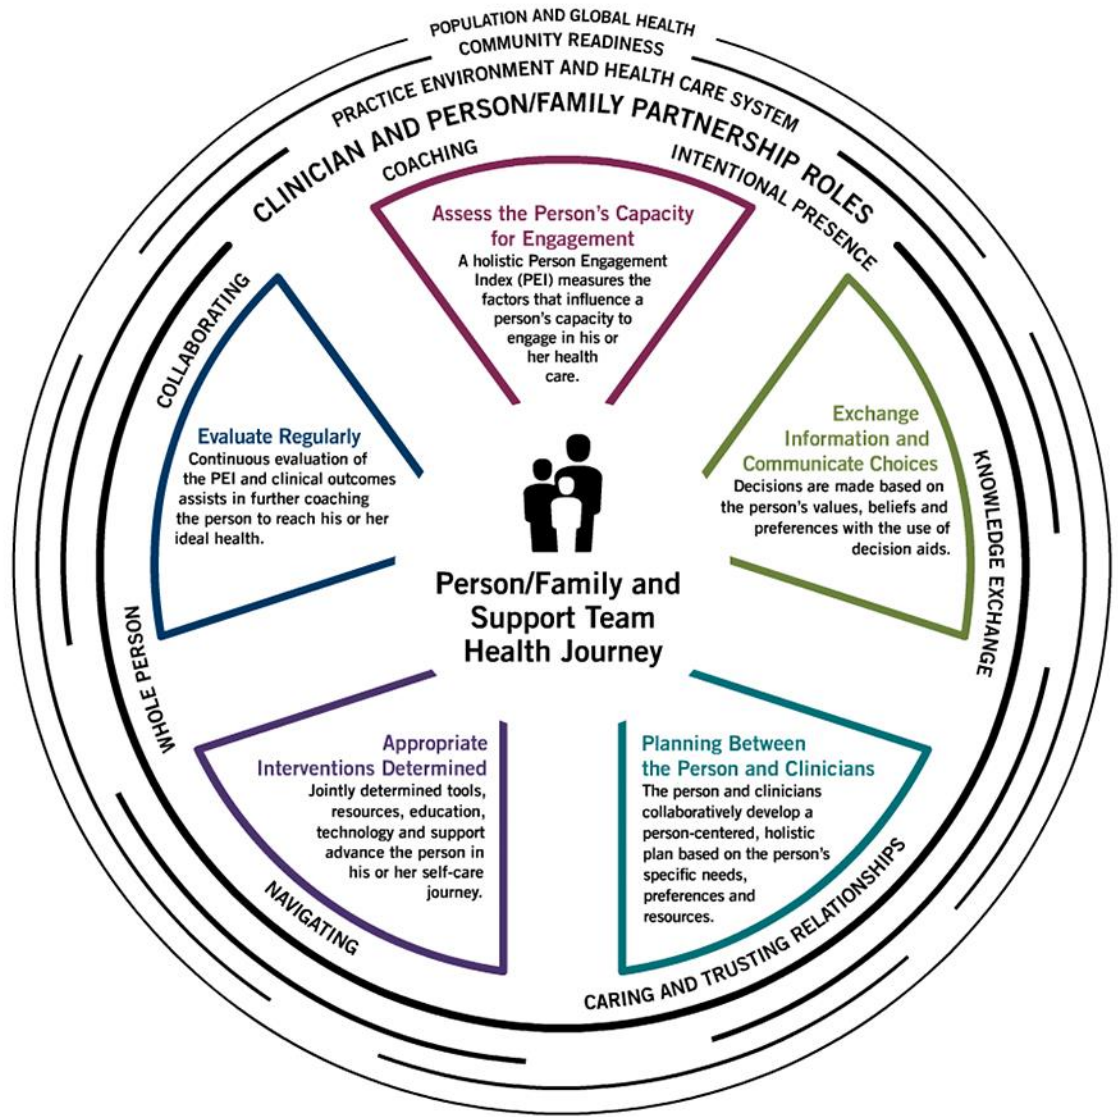 POPULATION AND GLOBAL HEALTH
COMMUNITY READINESS
PRACTICE ENVIRONMENT AND HEALTH CARE SYSTEM
CLINICIAN AND PERSON/FAMILY PARTNERSHIP ROLES
COACHING
INTENTIONAL PRESENCE
Assess the Person's Capacity
for Engagement
A holistic Person Engagement
Index (PEI) measures the
factors that influence a
person's capacity to
engage in his or
her health
care.
KNOWLEDGE EXCHANGE
Exchange
Information and
Communicate Choices
Decisions are made based on
the person's values, beliefs and
preferences with the use of
decision aids.
CARING AND TRUSTING RELATIONSHIPS
Planning Between
the Person and Clinicians
The person and clinicians
collaboratively develop a
person-centered, holistic
plan based on the person's
specific needs,
preferences and
resources.
NAVIGATING
Appropriate
Interventions Determined
Jointly determined tools,
resources, education,
technology and support
advance the person in
his or her self-care
journey.
WHOLE PERSON
COLLABORATING
Evaluate Regularly
Continuous evaluation of
the PEI and clinical outcomes
assists in further coaching
the person to reach his or her
ideal health.
Person/Family and
Support Team
Health Journey